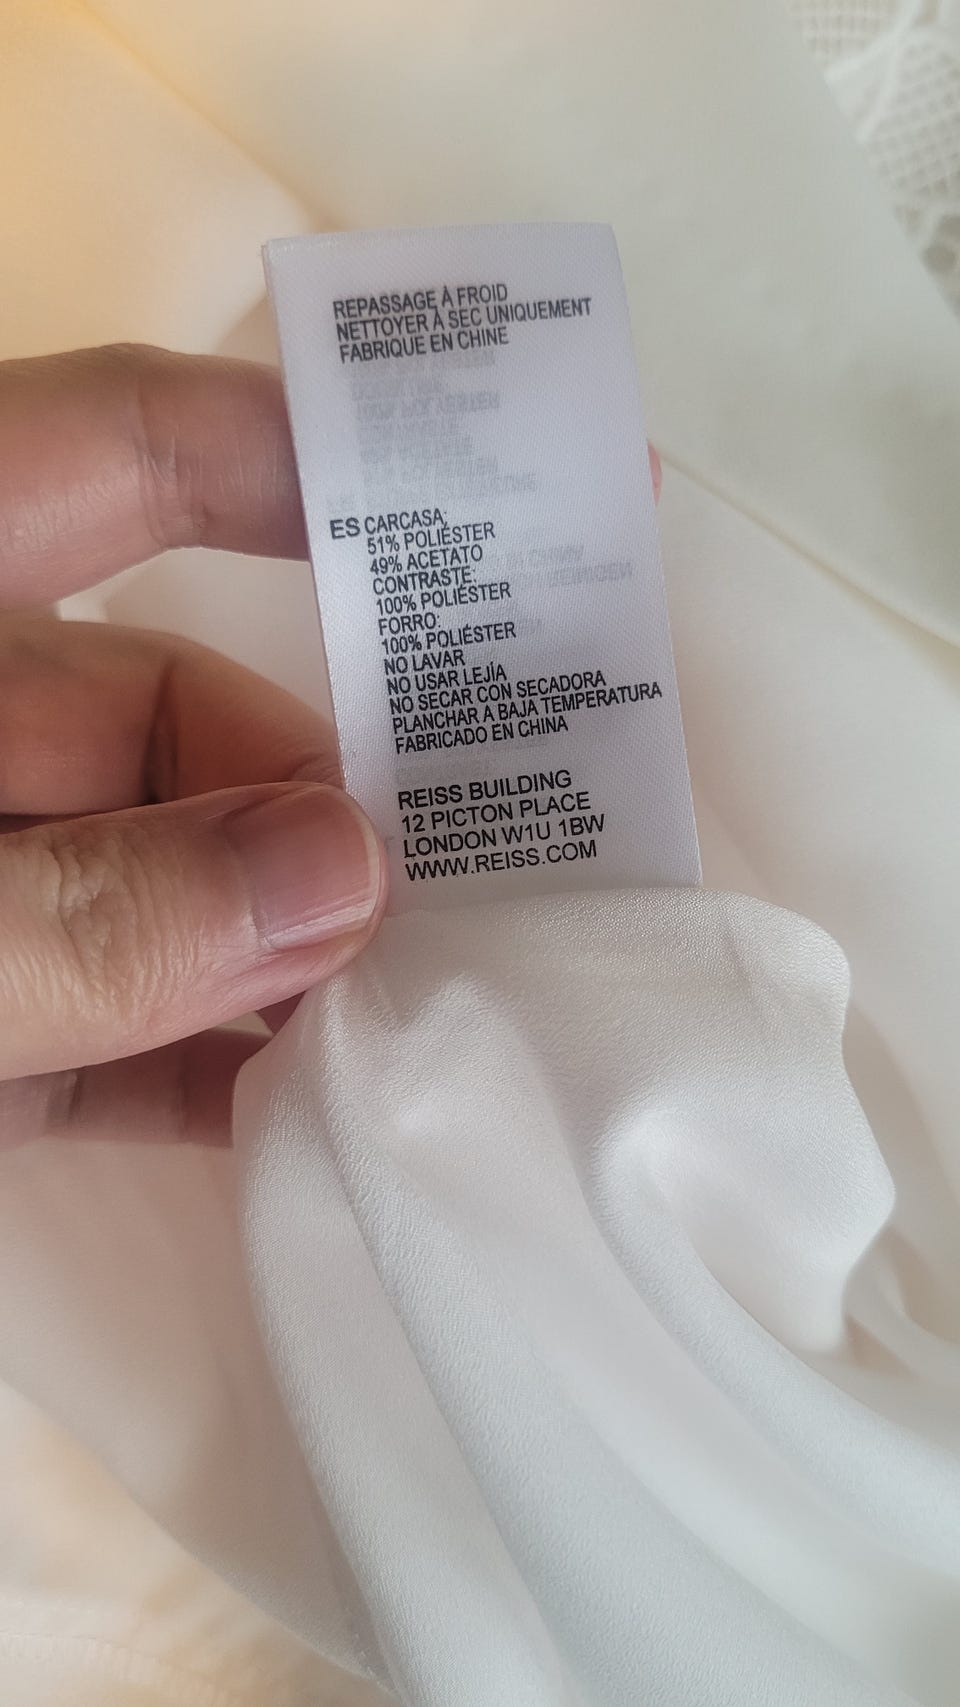 REPASSAGE À FROID
NETTOYER À SEC UNIQUEMENT
FABRIQUE EN CHINE
ES CARCASA:
51% POLIÉSTER
49% ACETATO
CONTRASTE:
100% POLIÉSTER
FORRO:
100% POLIÉSTER
NO LAVAR
NO USAR LEJÍA
NO SECAR CON SECADORA
PLANCHAR A BAJA TEMPERATURA
FABRICADO EN CHINA
REISS BUILDING
12 PICTON PLACE
LONDON W1U 1BW
WWW.REISS.COM